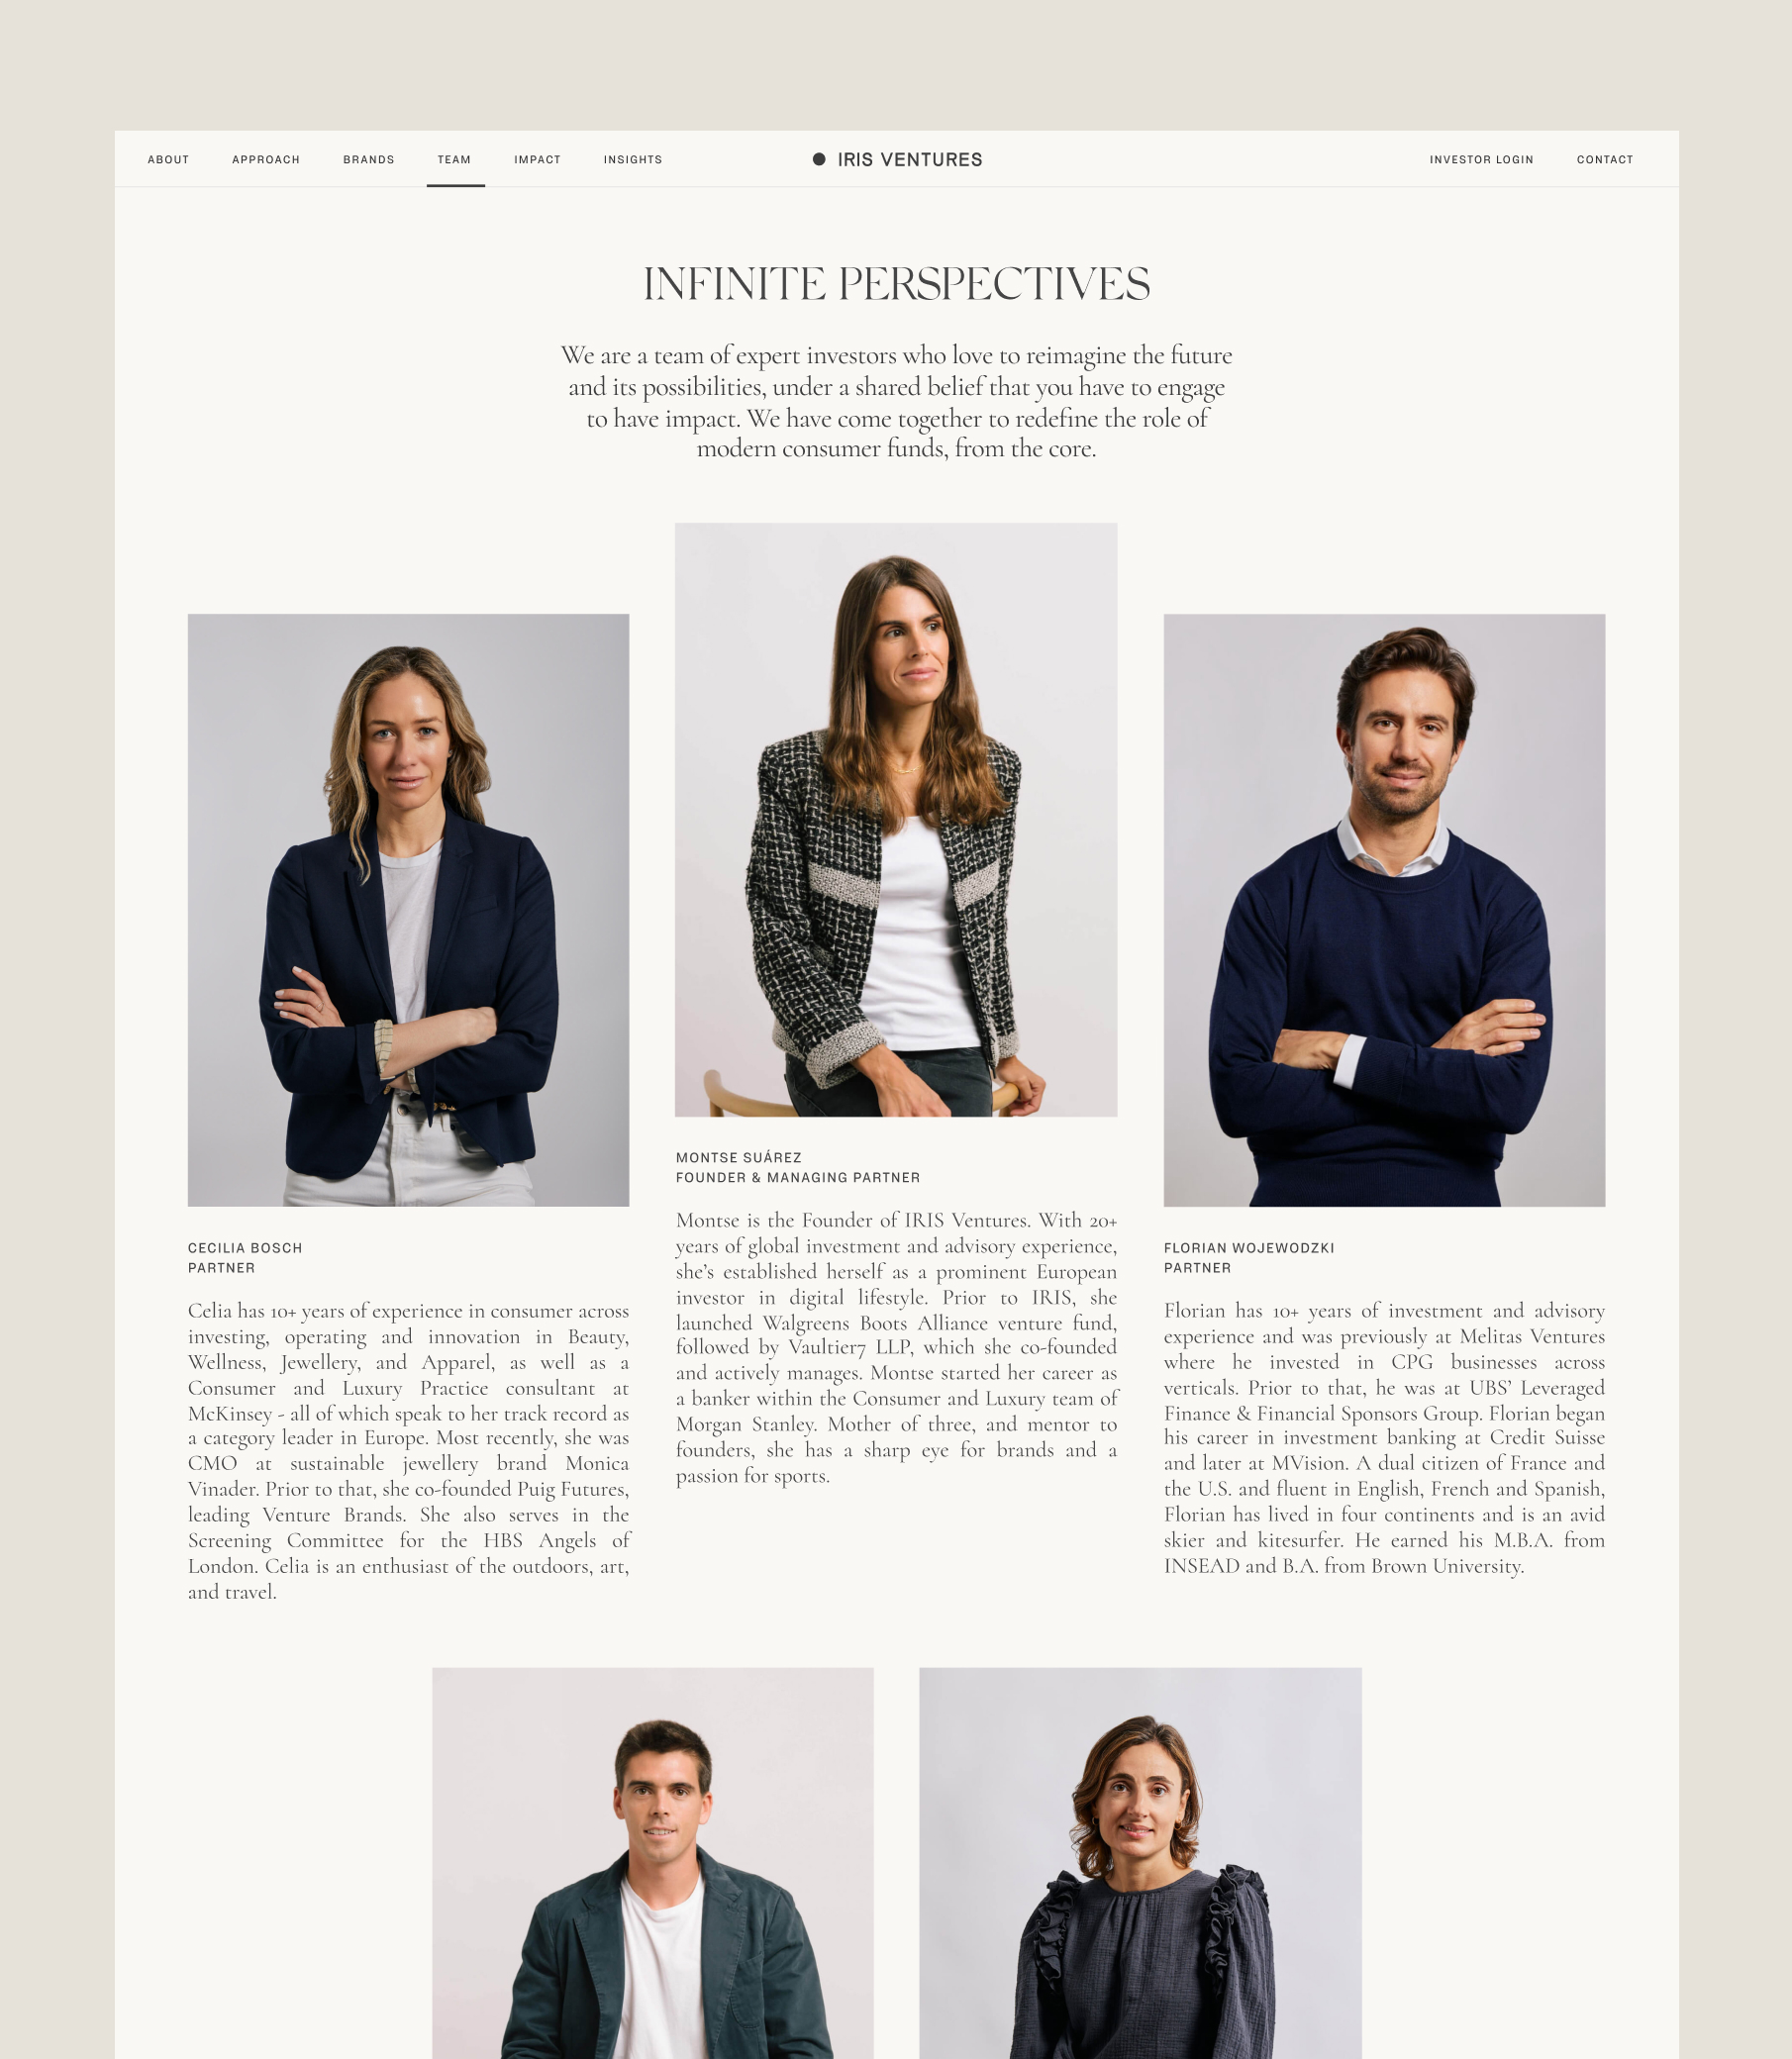 ABOUT APPROACH BRANDS TEAM IMPACT INSIGHTS IRIS VENTURES INVESTOR LOGIN CONTACT
INFINITE PERSPECTIVES
We are a team of expert investors who love to reimagine the future
and its possibilities, under a shared belief that you have to engage
to have impact. We have come together to redefine the role of
modern consumer funds, from the core.
CECILIA BOSCH
PARTNER
Celia has 10+ years of experience in consumer across
investing, operating and innovation in Beauty,
Wellness, Jewellery, and Apparel, as well as a
Consumer and Luxury Practice consultant at
McKinsey - all of which speak to her track record as
a category leader in Europe. Most recently, she was
CMO at sustainable jewellery brand Monica
Vinader. Prior to that, she co-founded Puig Futures,
leading Venture Brands. She also serves in the
Screening Committee for the HBS Angels of
London. Celia is an enthusiast of the outdoors, art,
and travel.
MONTSE SUÁREZ
FOUNDER & MANAGING PARTNER
Montse is the Founder of IRIS Ventures. With 20+
years of global investment and advisory experience,
she’s established herself as a prominent European
investor in digital lifestyle. Prior to IRIS, she
launched Walgreens Boots Alliance venture fund,
followed by Vaultier7 LLP, which she co-founded
and actively manages. Montse started her career as
a banker within the Consumer and Luxury team of
Morgan Stanley. Mother of three, and mentor to
founders, she has a sharp eye for brands and a
passion for sports.
FLORIAN WOJEWODZKI
PARTNER
Florian has 10+ years of investment and advisory
experience and was previously at Melitas Ventures
where he invested in CPG businesses across
verticals. Prior to that, he was at UBS’ Leveraged
Finance & Financial Sponsors Group. Florian began
his career in investment banking at Credit Suisse
and later at MVision. A dual citizen of France and
the U.S. and fluent in English, French and Spanish,
Florian has lived in four continents and is an avid
skier and kitesurfer. He earned his M.B.A. from
INSEAD and B.A. from Brown University.